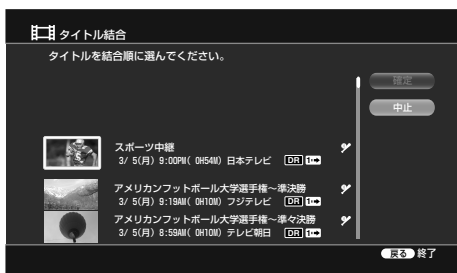 タイトル結合
タイトルを結合順に選んでください。
確定
中止
スポーツ中継
3/ 5(月) 9:00PM( 0H54M) 日本テレビ DR 1
アメリカンフットボール大学選手権〜準決勝
3/ 5(月) 9:19AM( 0H10M) フジテレビ DR 1
アメリカンフットボール大学選手権〜準々決勝
3/ 5(月) 8:59AM( 0H10M) テレビ朝日 DR 1
戻る 終了